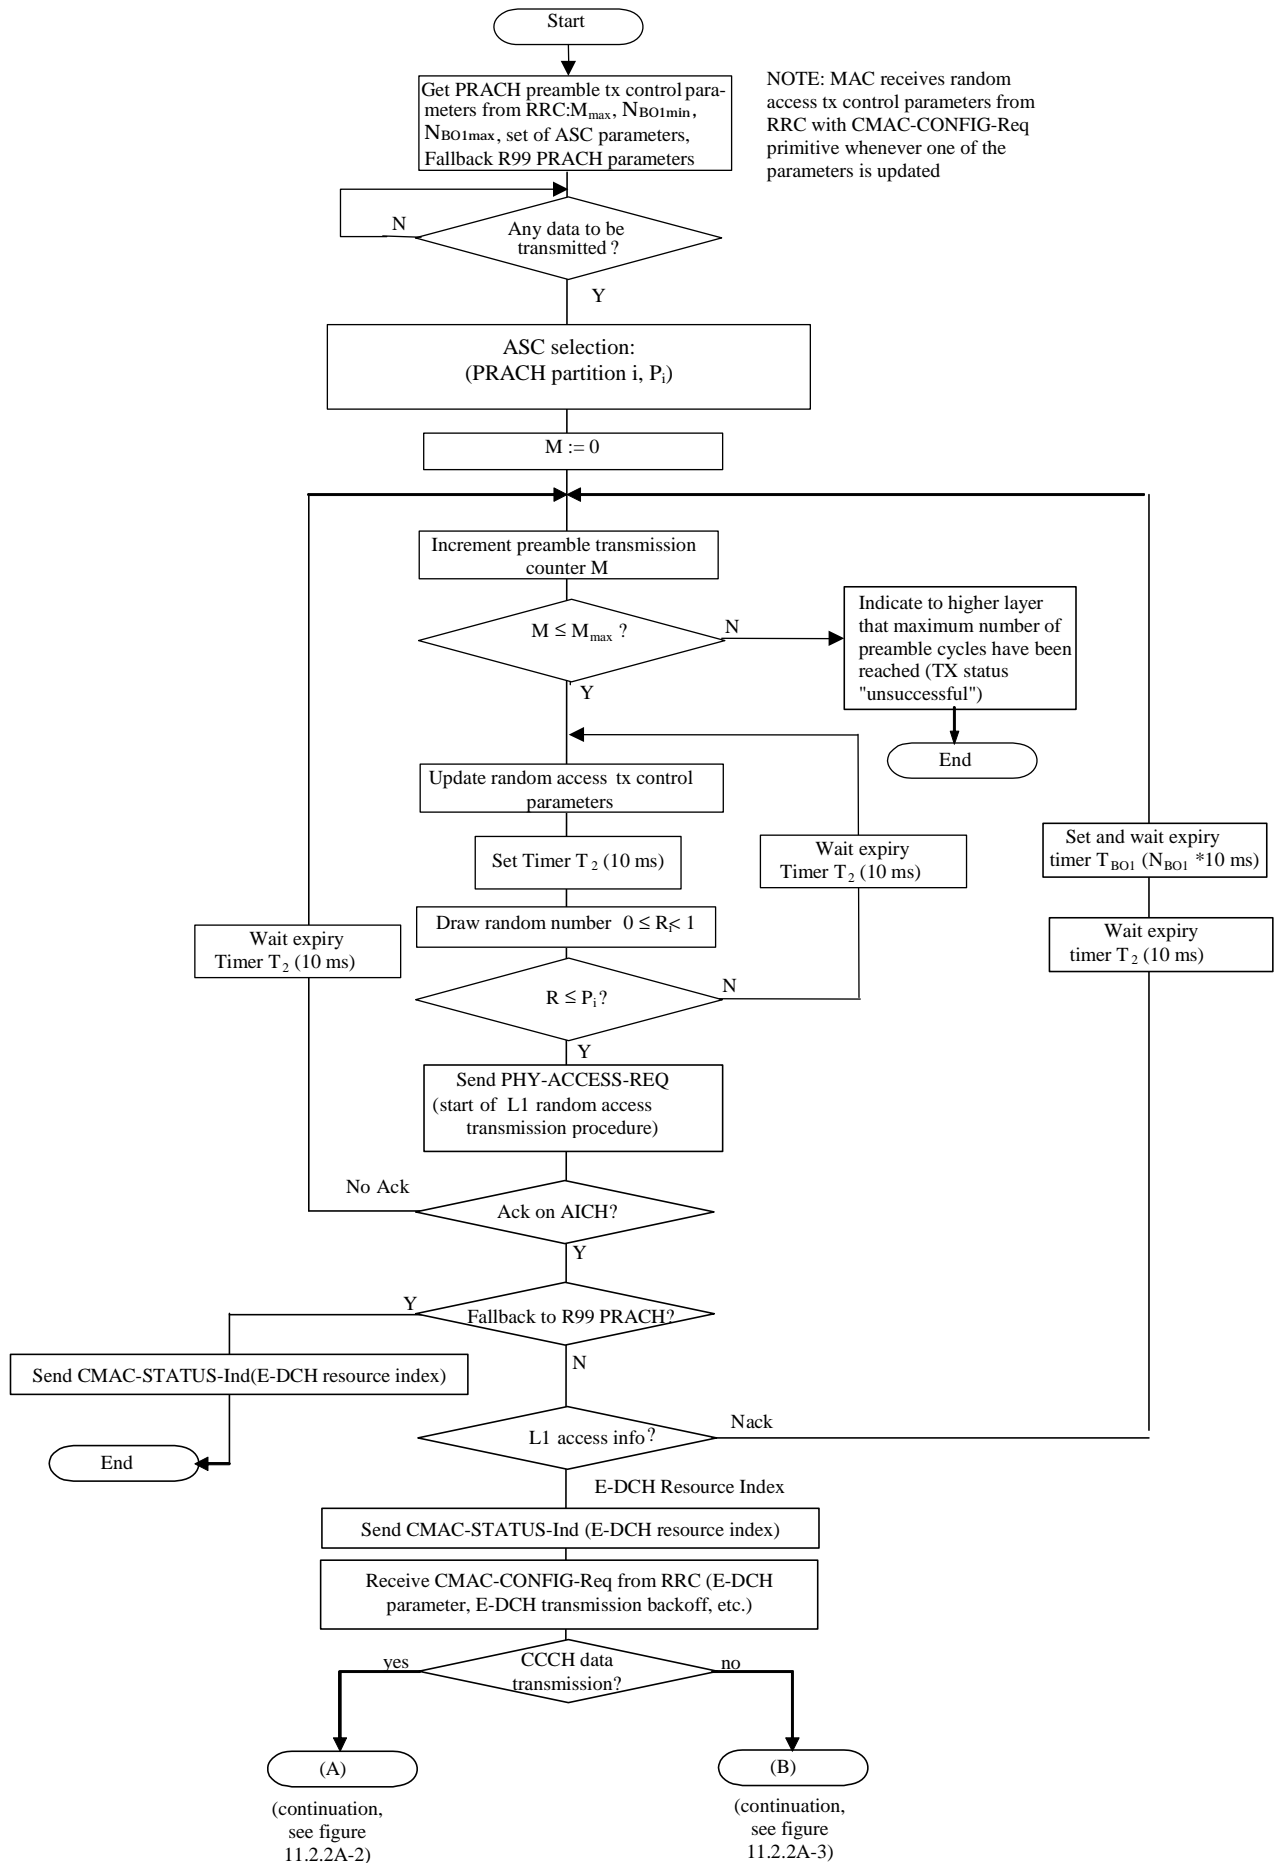 Start
Get PRACH preamble tx control para-
meters from RRC:Mmax, NBO1min,
NBO1max, set of ASC parameters,
Fallback R99 PRACH parameters
NOTE: MAC receives random
access tx control parameters from
RRC with CMAC-CONFIG-Req
primitive whenever one of the
parameters is updated
N
Any data to be
transmitted ?
Y
ASC selection:
(PRACH partition i, Pi)
M := 0
Increment preamble transmission
counter M
M ≤ Mmax ?
N
Y
Indicate to higher layer
that maximum number of
preamble cycles have been
reached (TX status
"unsuccessful")
End
Update random access tx control
parameters
Set Timer T2 (10 ms)
Wait expiry
Timer T2 (10 ms)
Set and wait expiry
timer TBO1 (NBO1 *10 ms)
Draw random number 0 ≤ Ri< 1
Wait expiry
Timer T2 (10 ms)
Wait expiry
timer T2 (10 ms)
R ≤ Pi?
N
Y
Send PHY-ACCESS-REQ
(start of L1 random access
transmission procedure)
No Ack
Ack on AICH?
Y
Y
Fallback to R99 PRACH?
N
Send CMAC-STATUS-Ind(E-DCH resource index)
End
L1 access info?
Nack
E-DCH Resource Index
Send CMAC-STATUS-Ind (E-DCH resource index)
Receive CMAC-CONFIG-Req from RRC (E-DCH
parameter, E-DCH transmission backoff, etc.)
yes
CCCH data
transmission?
no
(A)
(B)
(continuation,
see figure
11.2.2A-2)
(continuation,
see figure
11.2.2A-3)